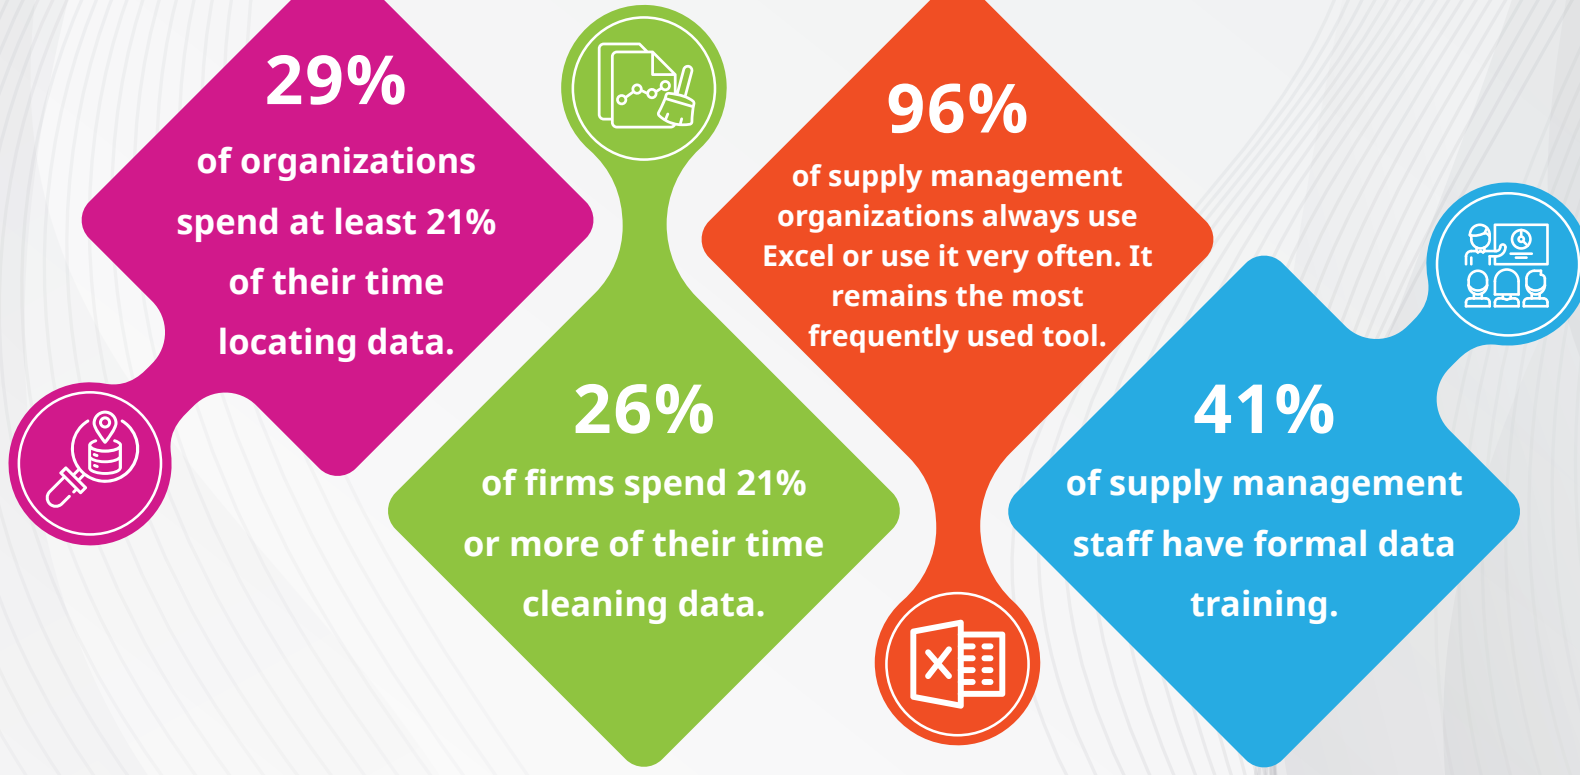 29%
of organizations
spend at least 21%
of their time
locating data.
26%
of firms spend 21%
or more of their time
cleaning data.
96%
of supply management
organizations always use
Excel or use it very often. It
remains the most
frequently used tool.
41%
of supply management
staff have formal data
training.